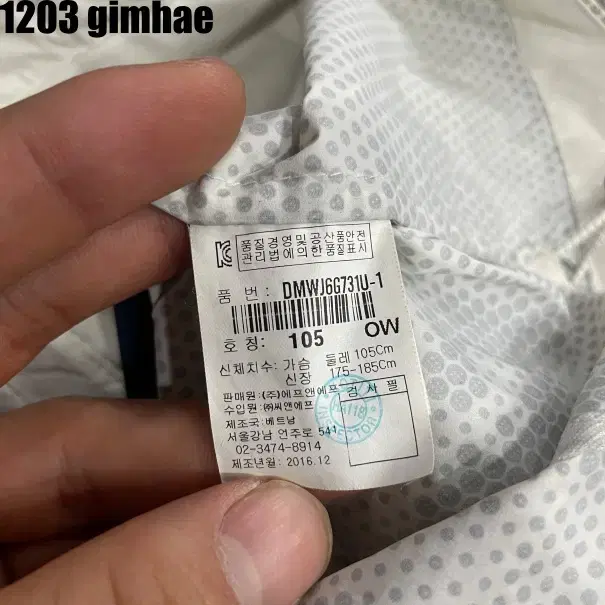 1203 gimhae
품질경영및공산품안전
관리법에의한품질표시
품 번: DMWJ6G731U-1
호 칭: 105 OW
신체치수: 가슴 둘레 105Cm
신장 175-185Cm
판매원: (주)에프앤에프
수입원: ㈜씨앤에프
검 사 필
제조국: 베트남
서울강남 언주로 541
02-3474-8914
제조년월: 2016.12
INSPECTOR